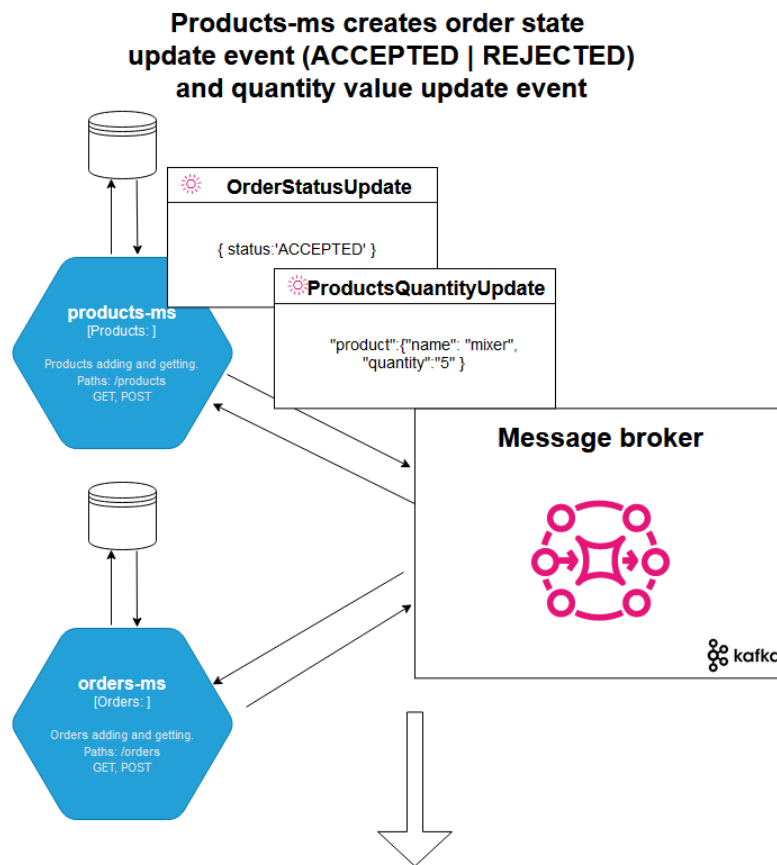 Products-ms creates order state
update event (ACCEPTED | REJECTED)
and quantity value update event
OrderStatusUpdate
{ status:'ACCEPTED' }
ProductsQuantityUpdate
"product":{"name": "mixer",
"quantity":"5" }
products-ms
[Products: ]
Products adding and getting.
Paths: /products
GET, POST
Message broker
kafka
orders-ms
[Orders: ]
Orders adding and getting.
Paths: /orders
GET, POST